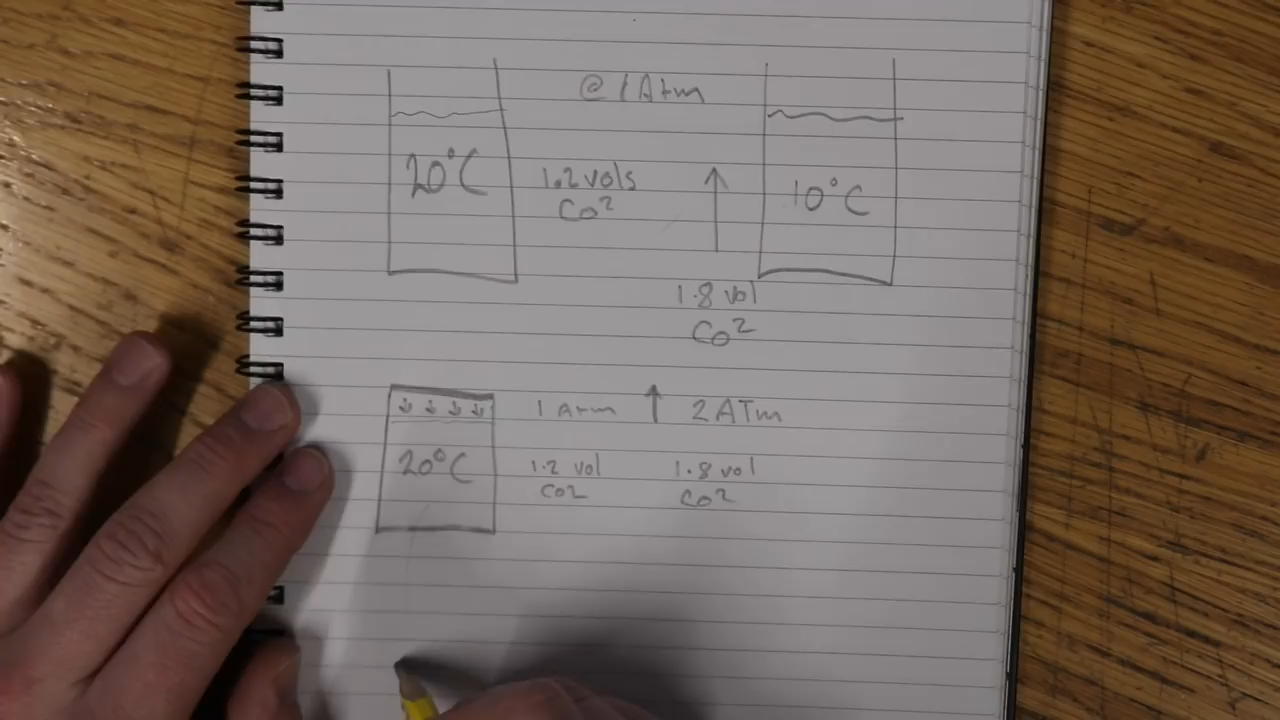 @ 1 Atm
20°C
1.2 vols
Co²
10°C
1.8 vol
Co²
1 Atm ↑ 2 ATm
20°C
1.2 vol
CO2
1.8 vol
Co²